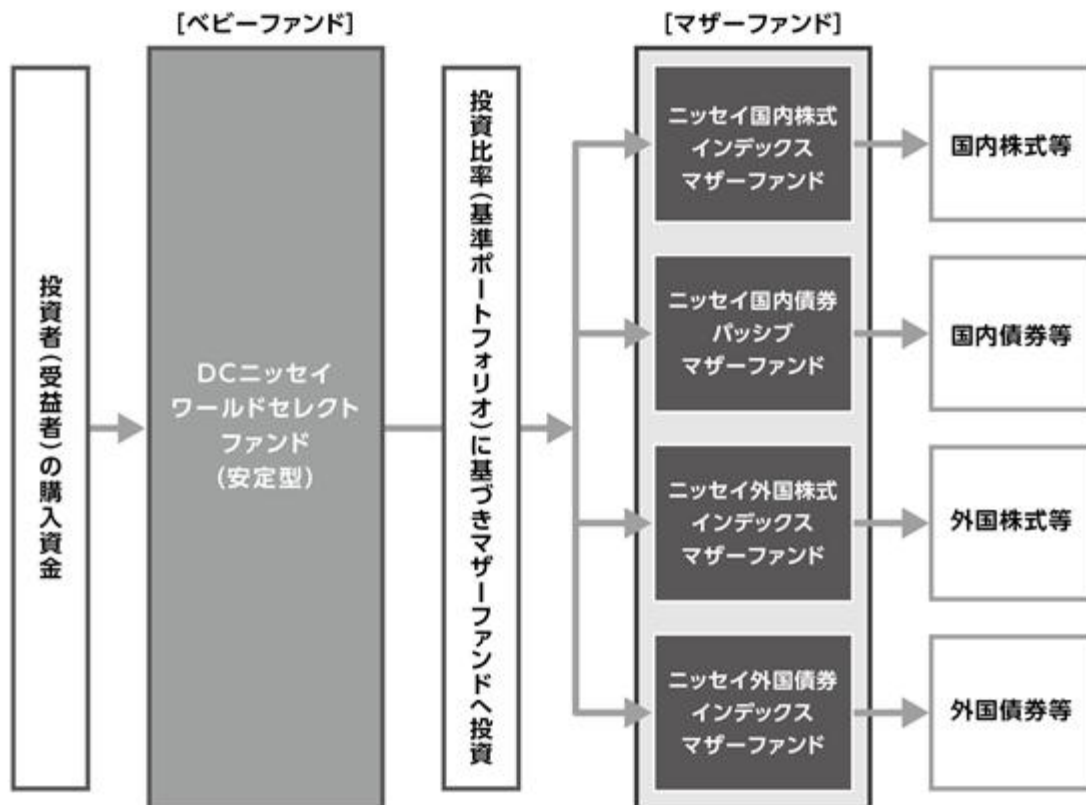 [ベビーファンド]
[マザーファンド]
投資者(受益者)の購入資金
DCニッセイ
ワールドセレクト
ファンド
(安定型)
投資比率(基準ポートフォリオ)に基づきマザーファンドへ投資
ニッセイ国内株式
インデックス
マザーファンド
国内株式等
ニッセイ国内債券
パッシブ
マザーファンド
国内債券等
ニッセイ外国株式
インデックス
マザーファンド
外国株式等
ニッセイ外国債券
インデックス
マザーファンド
外国債券等